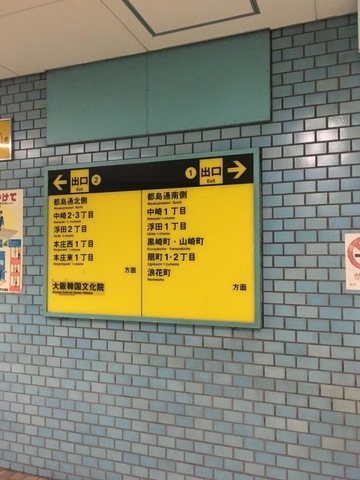 出口
Exit
2
都島通北側
中崎2・3丁目
浮田2丁目
本庄西1丁目
本庄東1丁目
方面
大阪韓国文化院
1
出口
Exit
都島通南側
中崎1丁目
浮田1丁目
黒崎町・山崎町
扇町1・2丁目
浪花町
方面